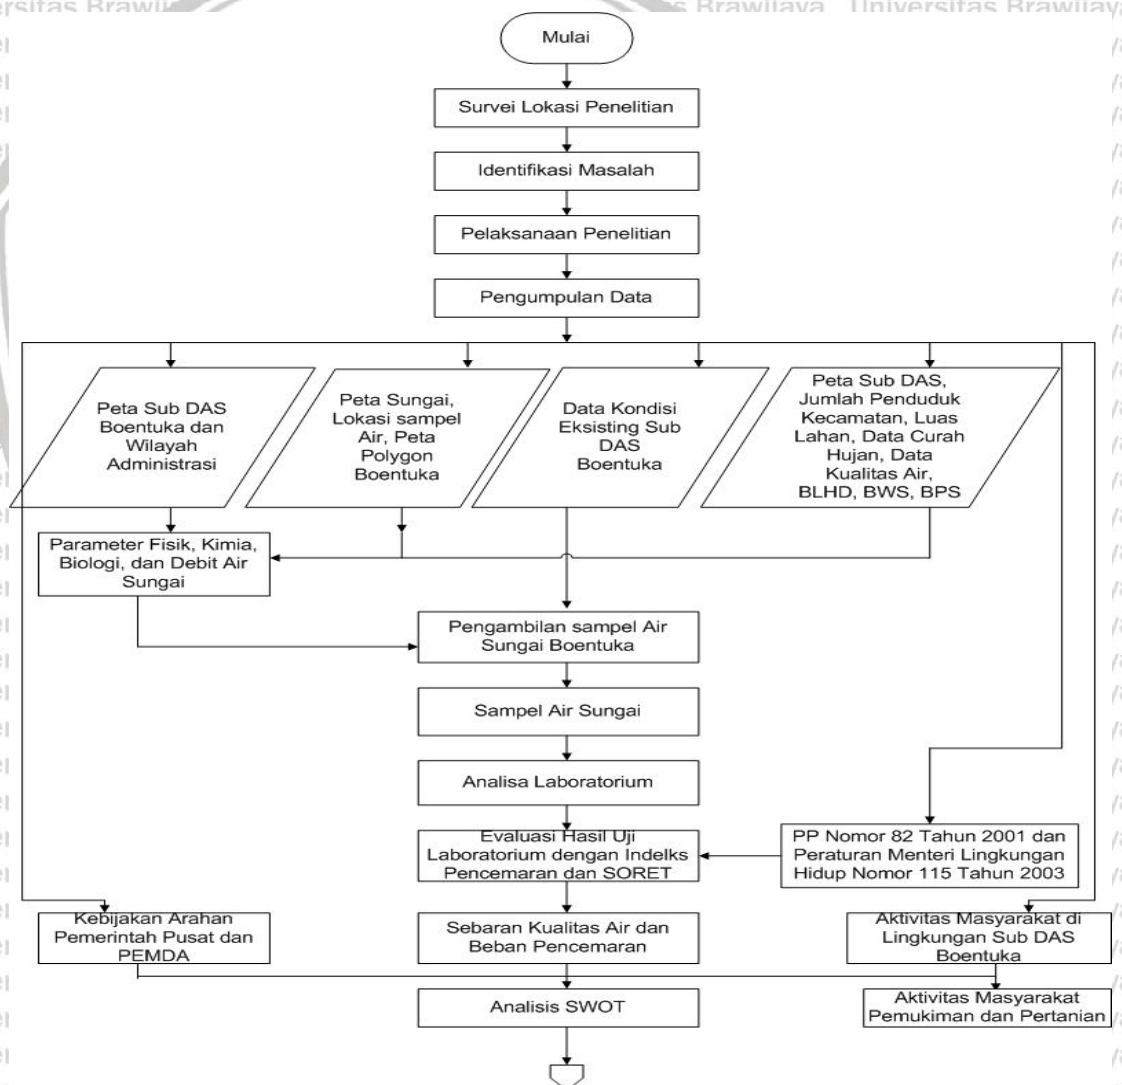 Universitas Brawijaya
Mulai
Survei Lokasi Penelitian
Identifikasi Masalah
Pelaksanaan Penelitian
Pengumpulan Data
Peta Sub DAS
Boentuka dan
Wilayah
Administrasi
Peta Sungai,
Lokasi sampel
Air, Peta
Polygon
Boentuka
Data Kondisi
Eksisting Sub
DAS
Boentuka
Peta Sub DAS,
Jumlah Penduduk
Kecamatan, Luas
Lahan, Data Curah
Hujan, Data
Kualitas Air,
BLHD, BWS, BPS
Parameter Fisik, Kimia,
Biologi, dan Debit Air
Sungai
Pengambilan sampel Air
Sungai Boentuka
Sampel Air Sungai
Analisa Laboratorium
Evaluasi Hasil Uji
Laboratorium dengan Indelks
Pencemaran dan SORET
PP Nomor 82 Tahun 2001 dan
Peraturan Menteri Lingkungan
Hidup Nomor 115 Tahun 2003
Kebijakan Arahan
Pemerintah Pusat dan
PEMDA
Sebaran Kualitas Air dan
Beban Pencemaran
Aktivitas Masyarakat di
Lingkungan Sub DAS
Boentuka
Analisis SWOT
Aktivitas Masyarakat
Pemukiman dan Pertanian